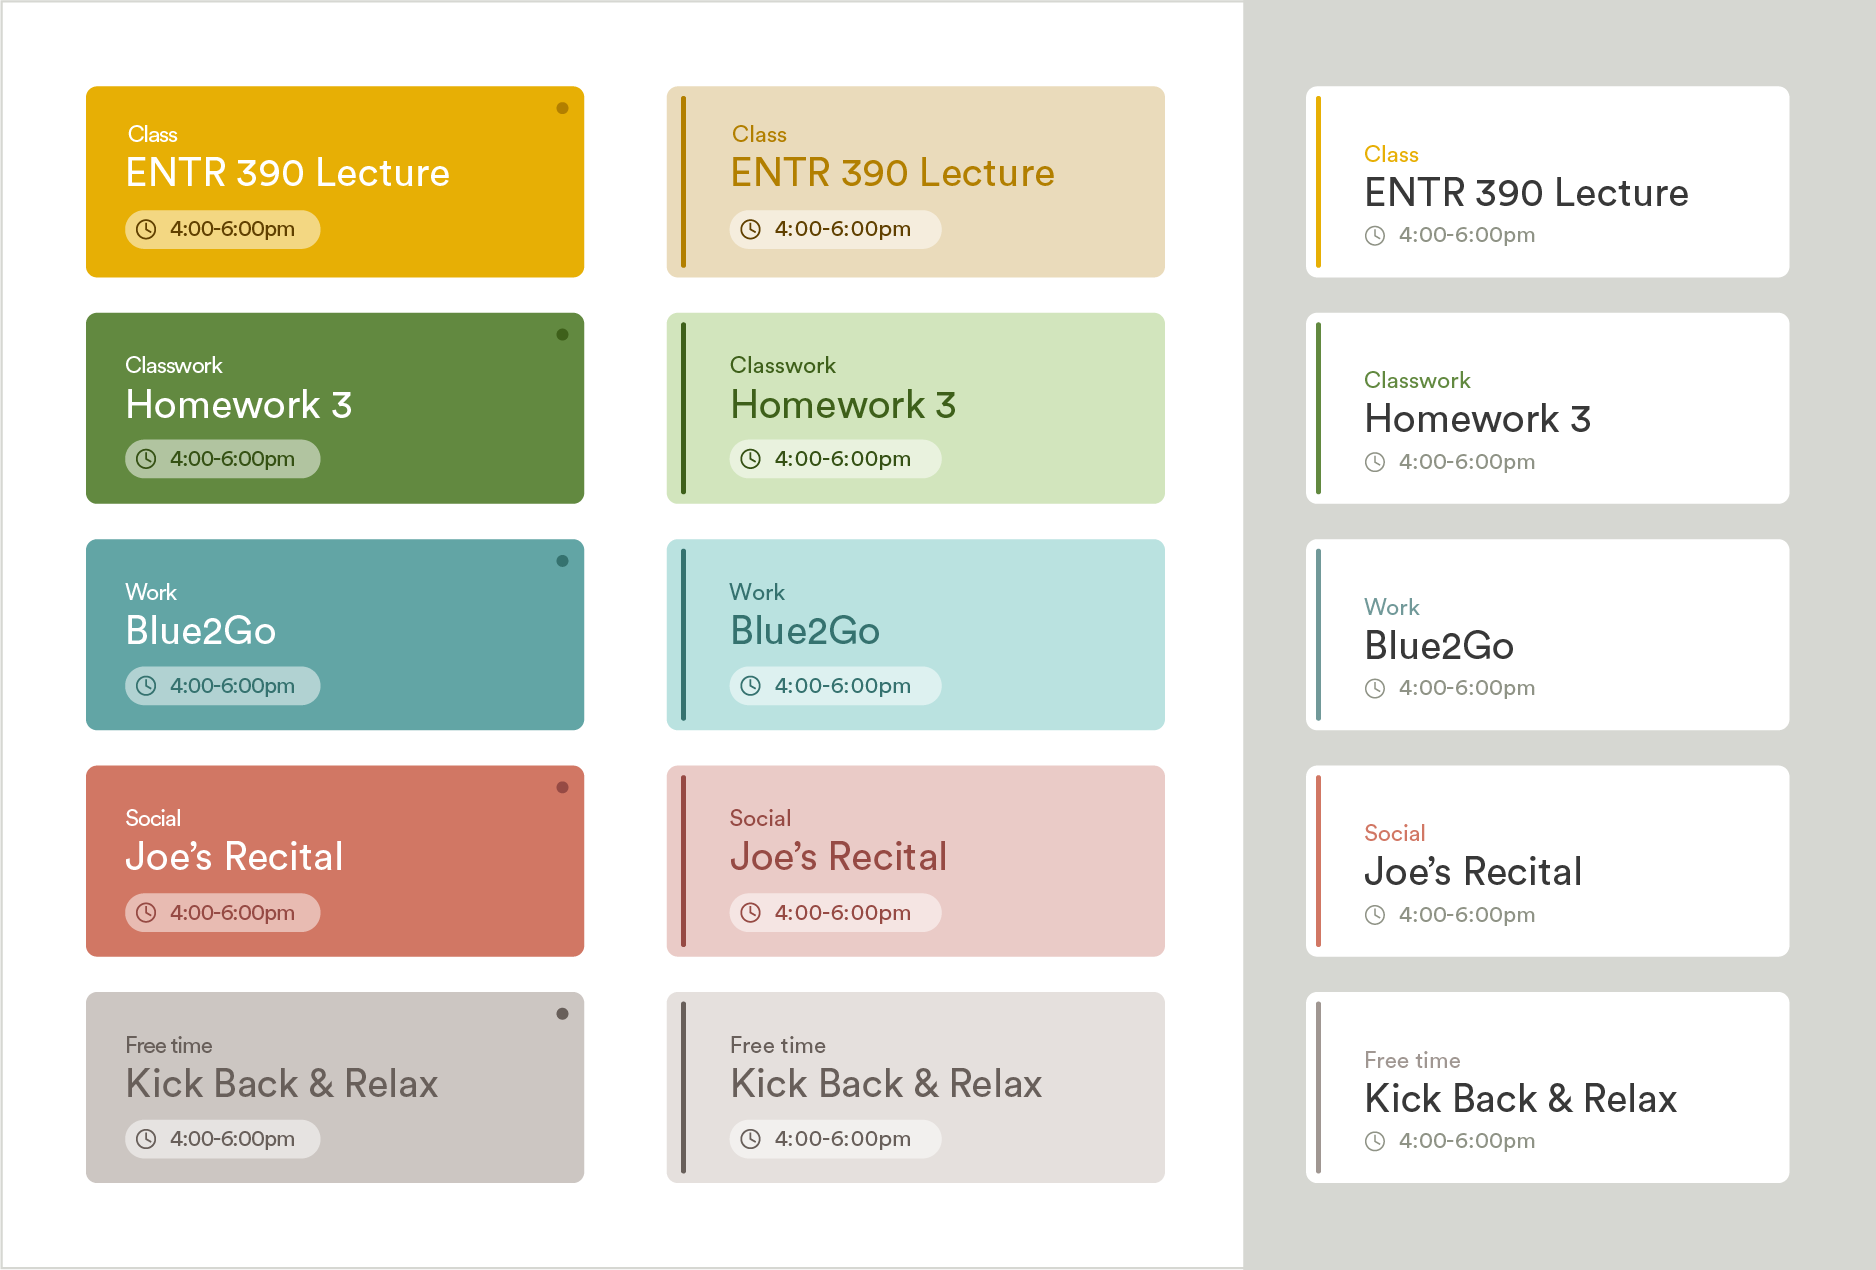 Class
ENTR 390 Lecture
4:00-6:00pm
Class
ENTR 390 Lecture
4:00-6:00pm
Class
ENTR 390 Lecture
4:00-6:00pm
Classwork
Homework 3
4:00-6:00pm
Classwork
Homework 3
4:00-6:00pm
Classwork
Homework 3
4:00-6:00pm
Work
Blue2Go
4:00-6:00pm
Work
Blue2Go
4:00-6:00pm
Work
Blue2Go
4:00-6:00pm
Social
Joe’s Recital
4:00-6:00pm
Social
Joe’s Recital
4:00-6:00pm
Social
Joe’s Recital
4:00-6:00pm
Free time
Kick Back & Relax
4:00-6:00pm
Free time
Kick Back & Relax
4:00-6:00pm
Free time
Kick Back & Relax
4:00-6:00pm